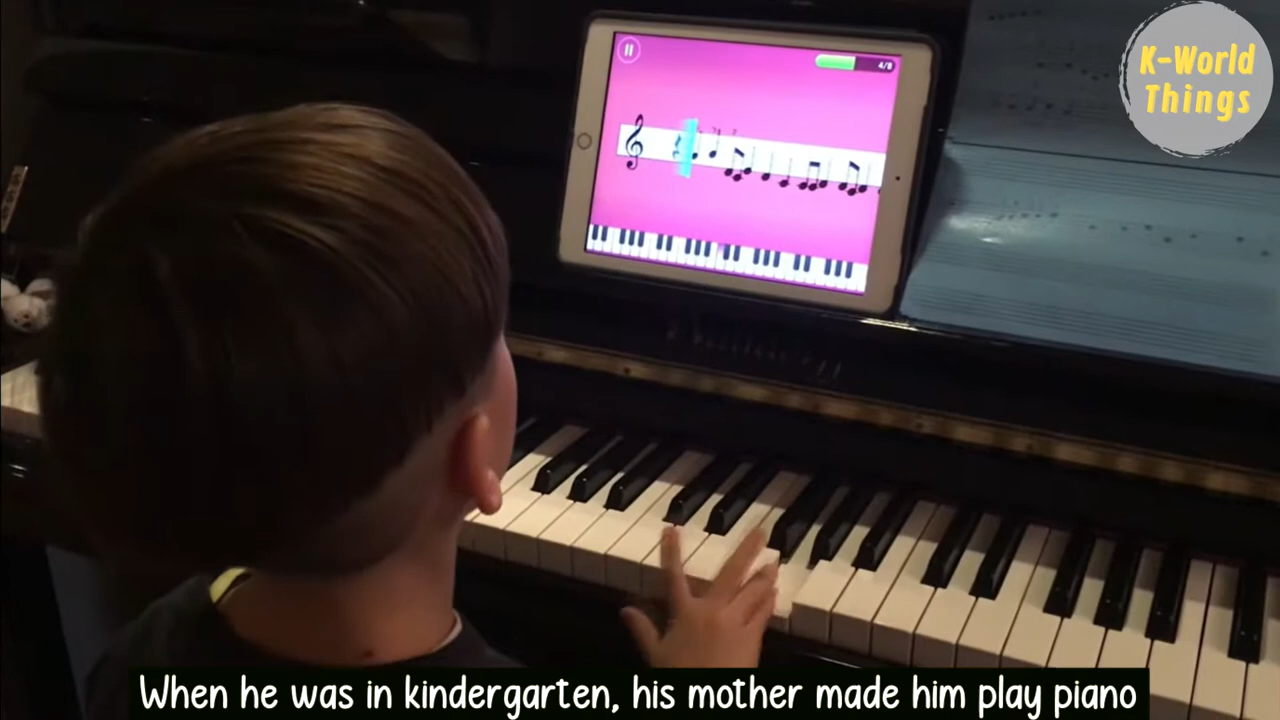 K-World
Things
4/8
When he was in kindergarten, his mother made him play piano